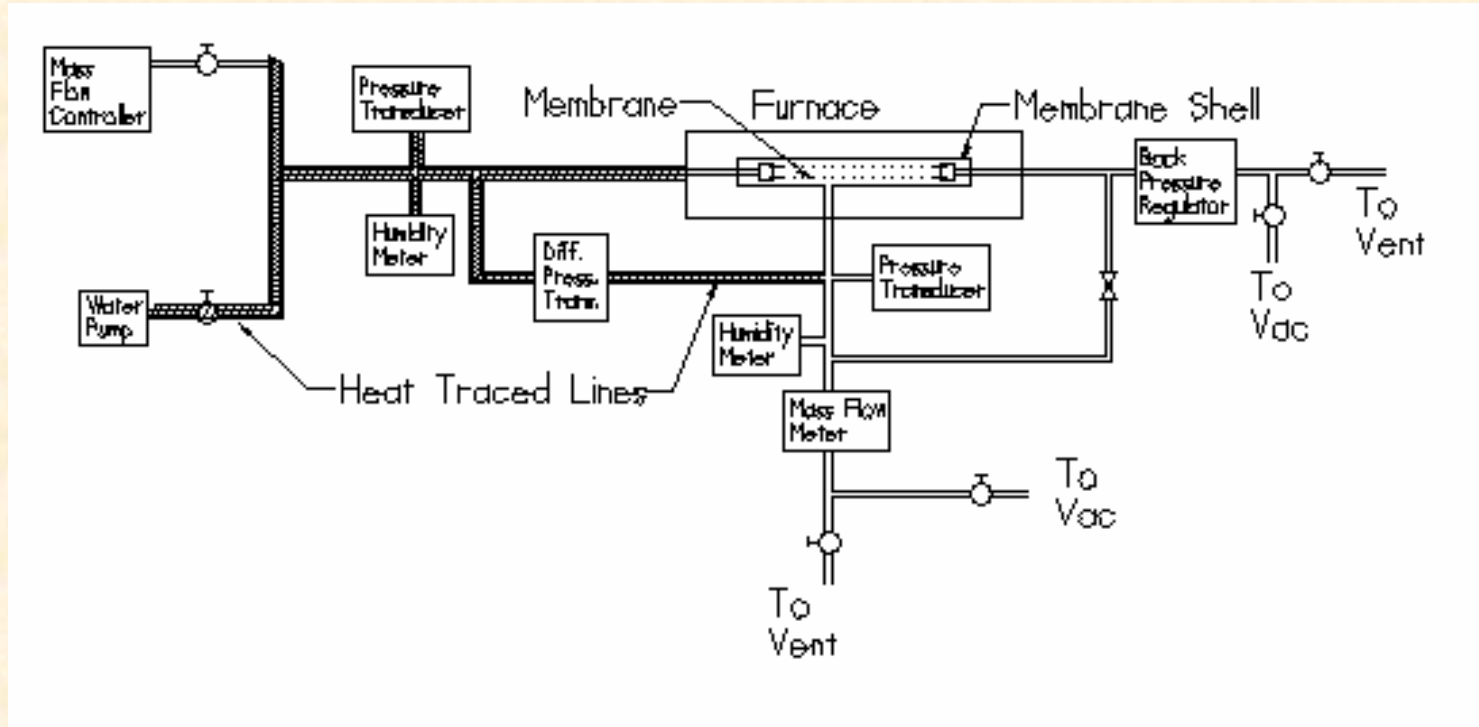 Mass
Flow
Controller
Pressure
Transducer
Membrane
Furnace
Membrane Shell
Back
Pressure
Regulator
To
Vent
To
Vac
Humidity
Meter
Diff.
Press.
Trans.
Pressure
Transducer
Water
Pump
Humidity
Meter
Heat Traced Lines
Mass Flow
Meter
To
Vac
To
Vent